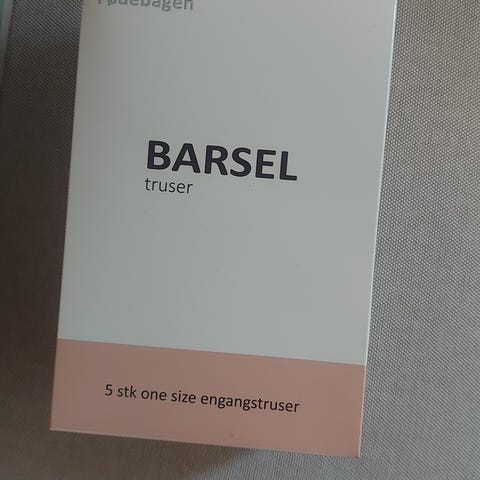 fødebagen
BARSEL
truser
5 stk one size engangstruser